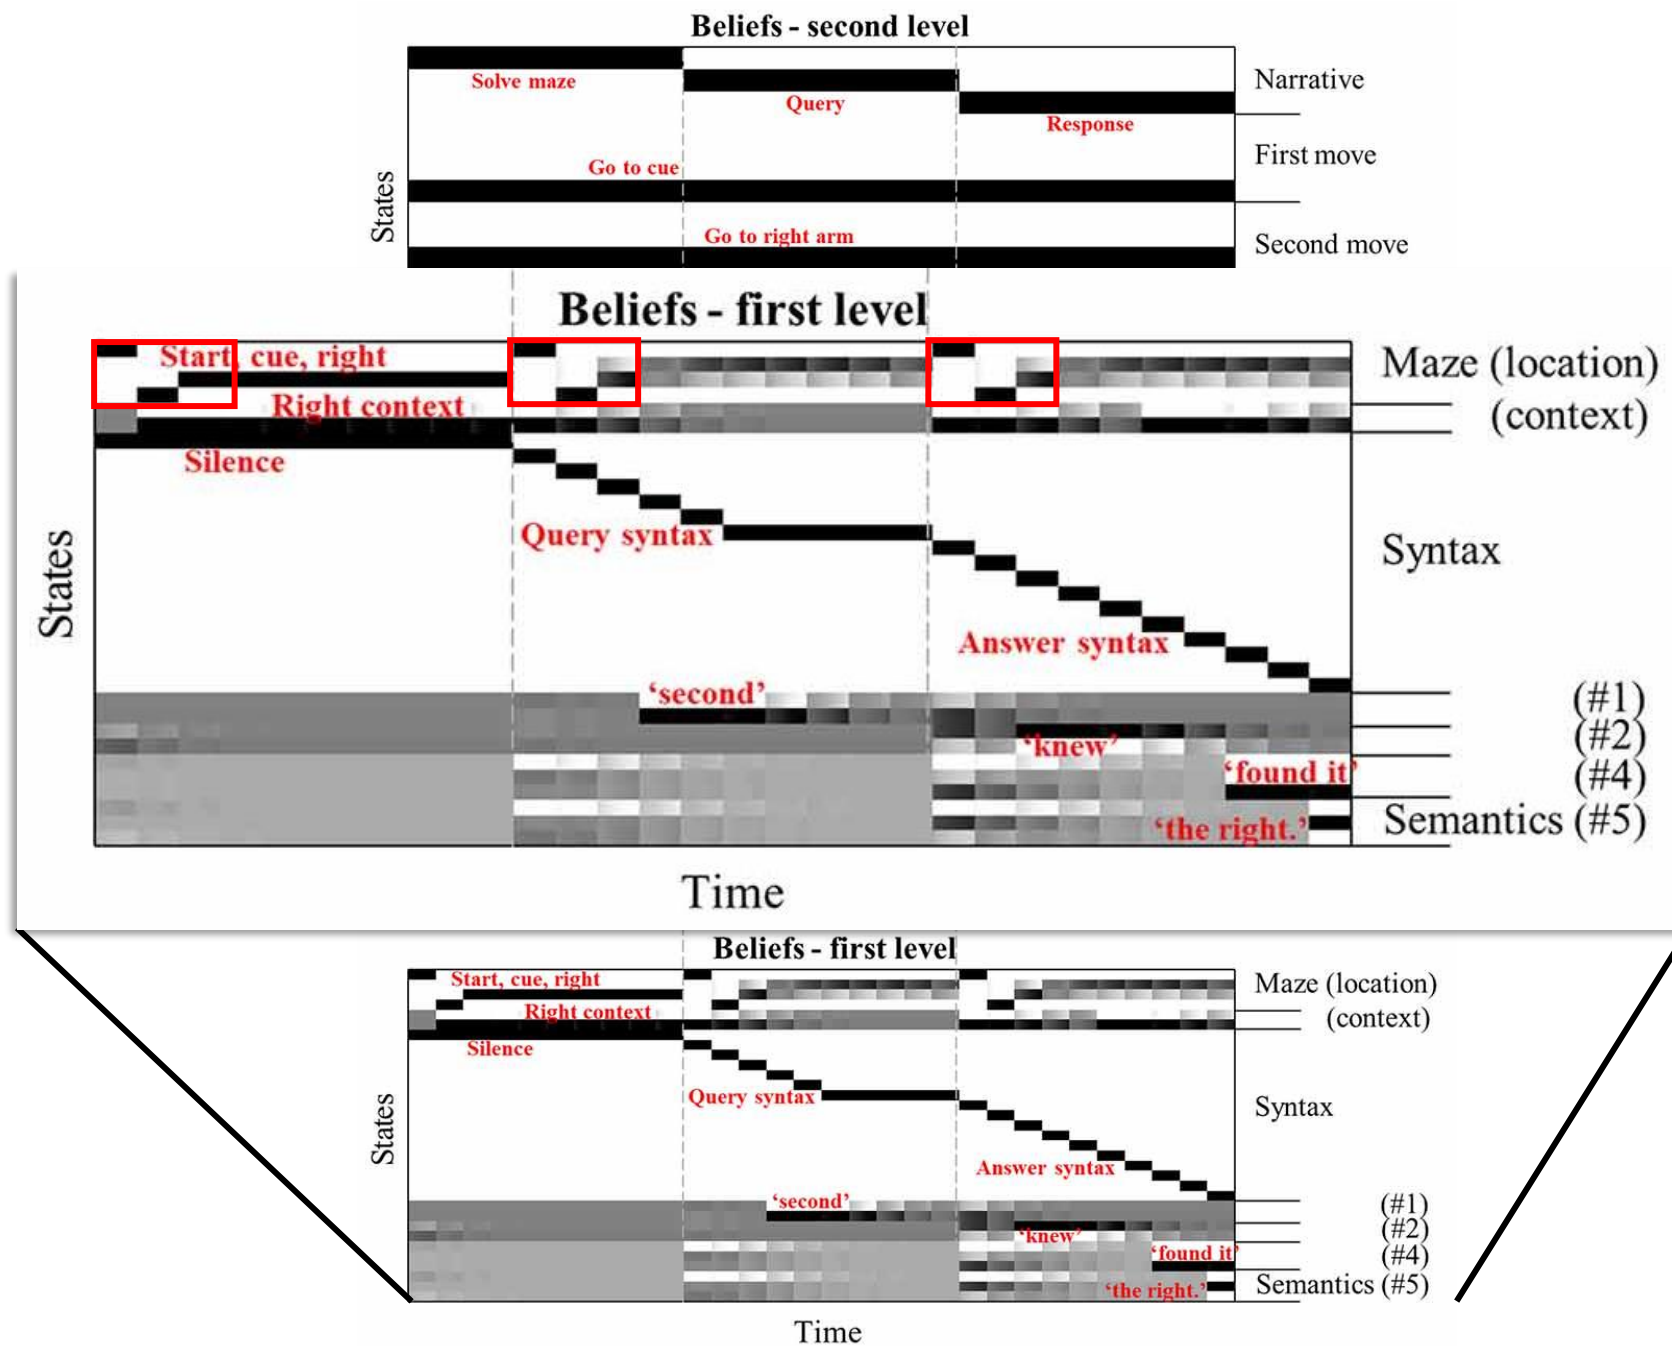 Beliefs - second level
Solve maze
Narrative
Query
Response
First move
Go to cue
States
Go to right arm
Second move
Beliefs - first level
Start, cue, right
Maze (location)
Right context
(context)
Silence
Query syntax
Syntax
States
Answer syntax
‘second’
(#1)
‘knew’
(#2)
‘found it’
(#4)
‘the right.’
Semantics (#5)
Time
Beliefs - first level
Start, cue, right
Maze (location)
Right context
(context)
Silence
Query syntax
Syntax
States
Answer syntax
‘second’
(#1)
‘knew’
(#2)
‘found it’
(#4)
‘the right.’
Semantics (#5)
Time